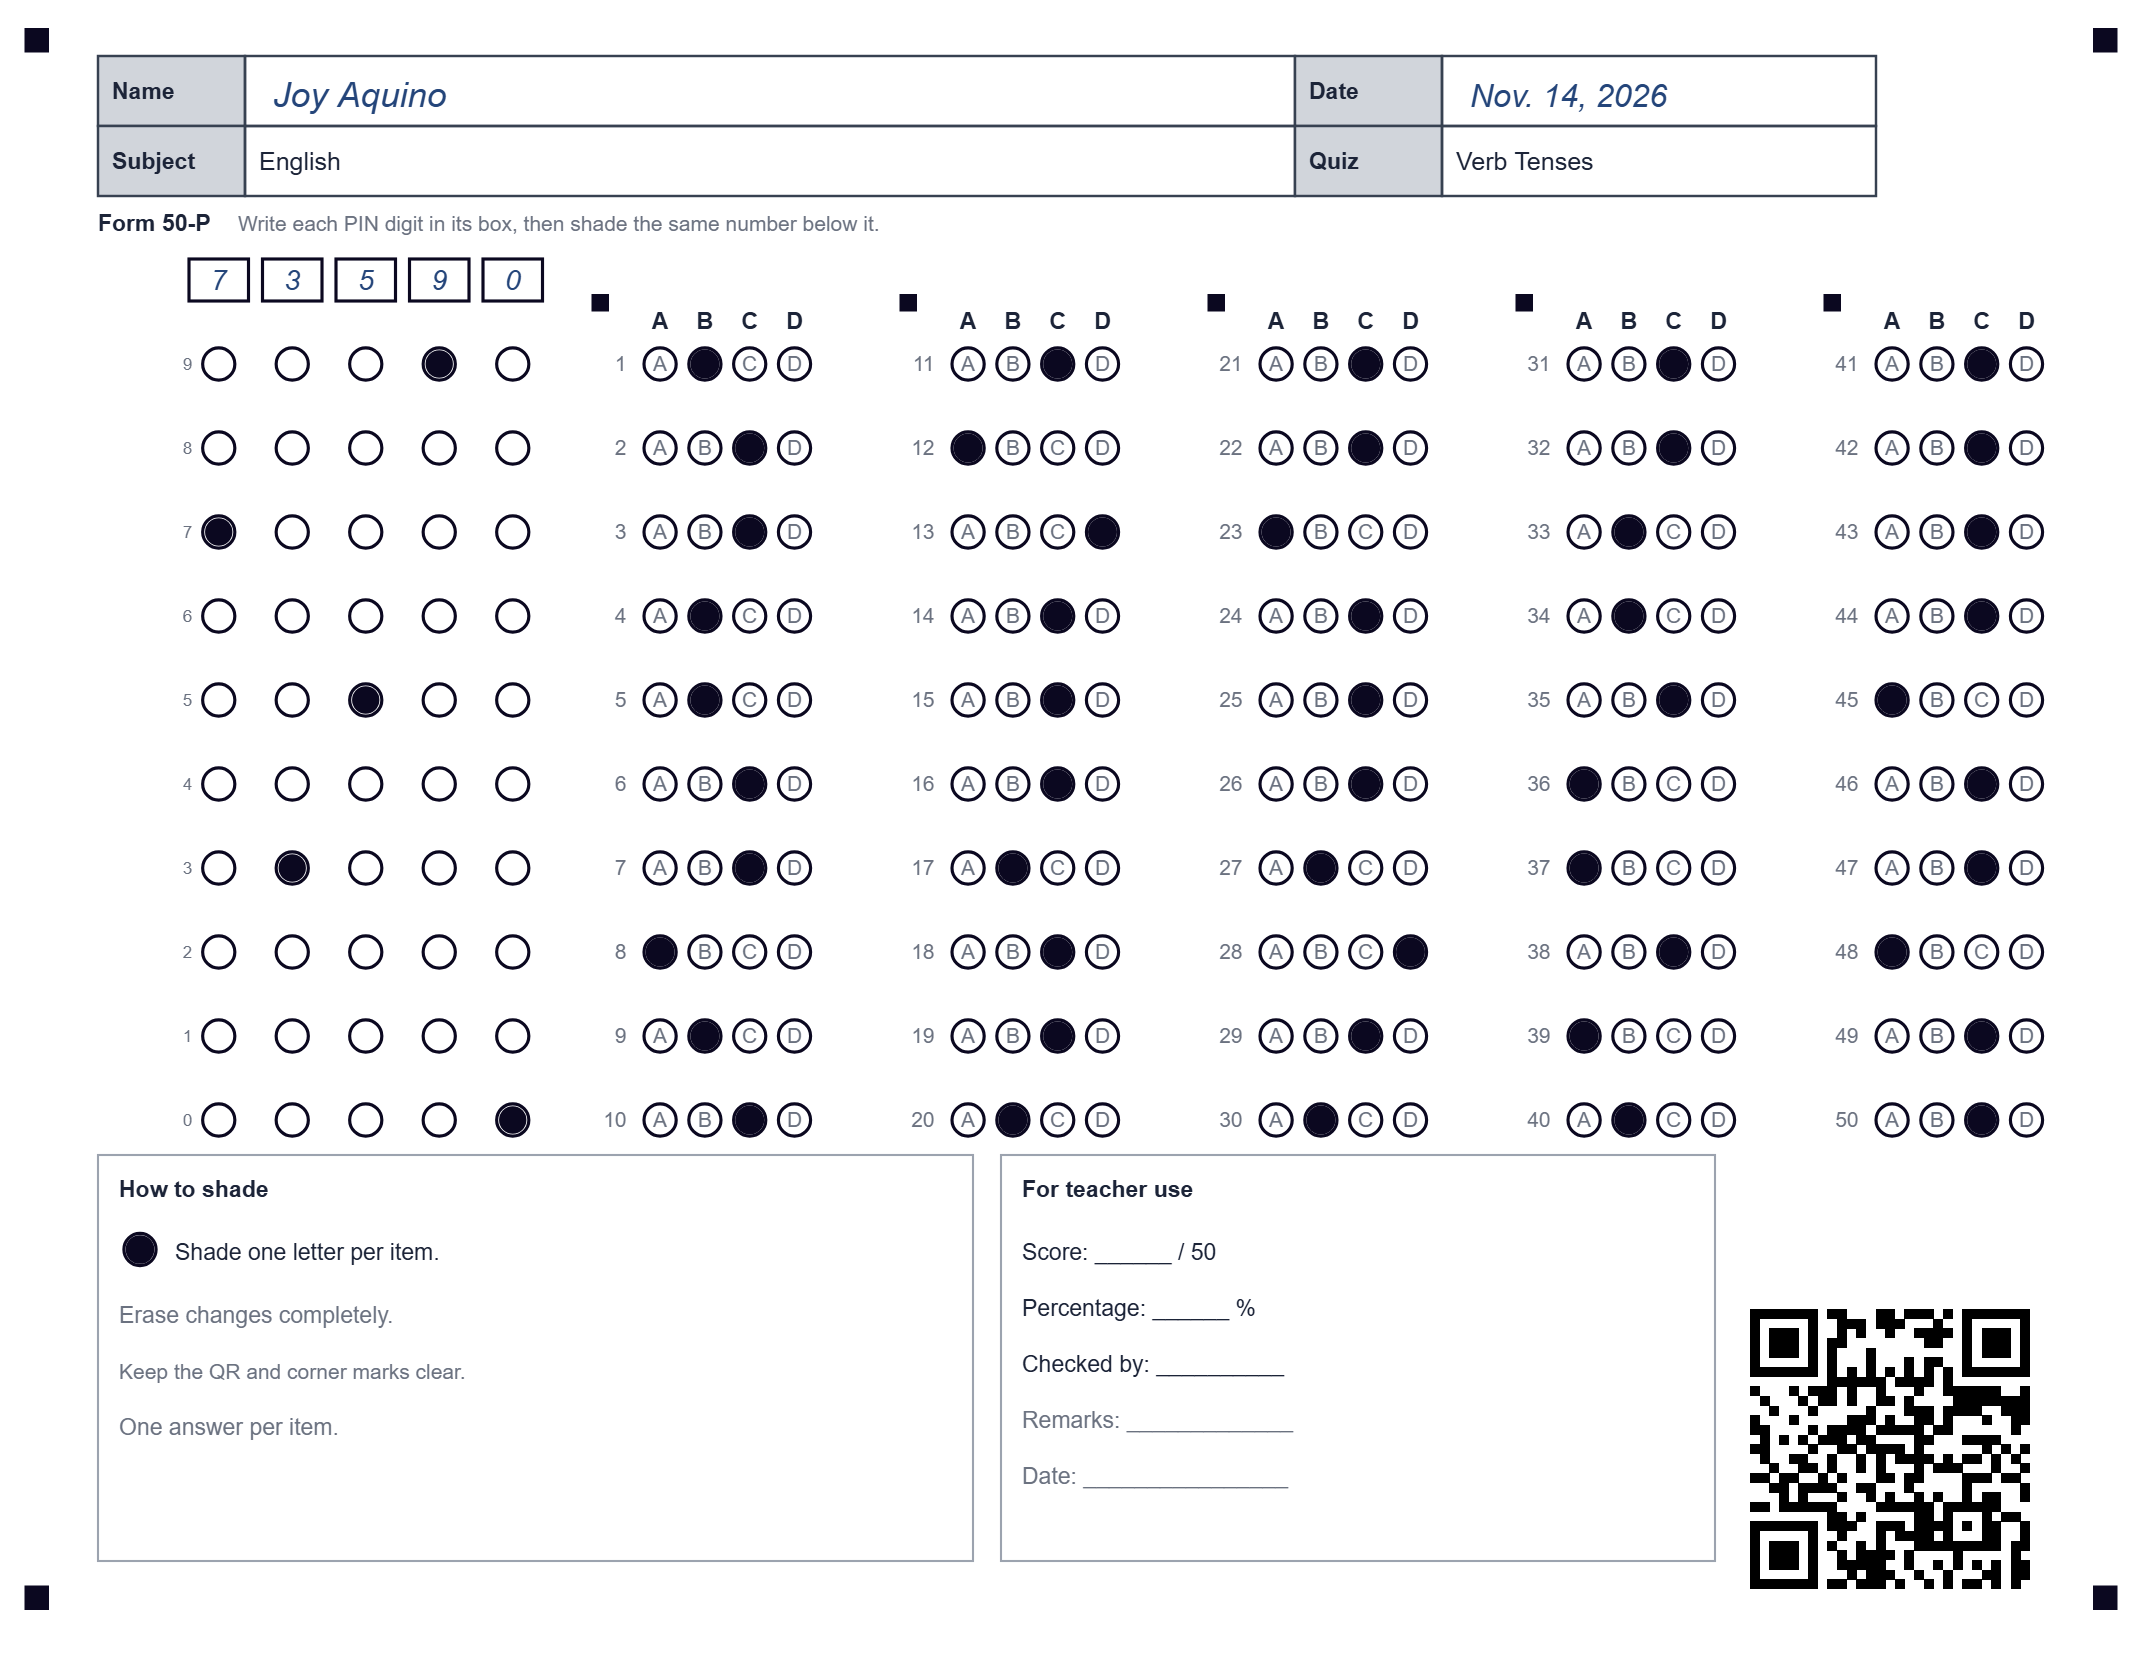 Name Joy Aquino Date Nov. 14, 2026
Subject English Quiz Verb Tenses
Form 50-P Write each PIN digit in its box, then shade the same number below it.
7 3 5 9 0
A B C D A B C D A B C D A B C D A B C D
9 1 A C D 11 A B D 21 A B D 31 A B D 41 A B D
8 2 A B D 12 B C D 22 A B D 32 A B D 42 A B D
7 3 A B D 13 A B C 23 B C D 33 A C D 43 A B D
6 4 A C D 14 A B D 24 A B D 34 A C D 44 A B D
5 5 A C D 15 A B D 25 A B D 35 A B D 45 B C D
4 6 A B D 16 A B D 26 A B D 36 B C D 46 A B D
3 7 A B D 17 A C D 27 A C D 37 B C D 47 A B D
2 8 B C D 18 A B D 28 A B C 38 A B D 48 B C D
1 9 A C D 19 A B D 29 A B D 39 B C D 49 A B D
0 10 A B D 20 A C D 30 A C D 40 A C D 50 A B D
How to shade
Shade one letter per item.
Erase changes completely.
Keep the QR and corner marks clear.
One answer per item.
For teacher use
Score: ______ / 50
Percentage: ______ %
Checked by: __________
Remarks: _____________
Date: ________________